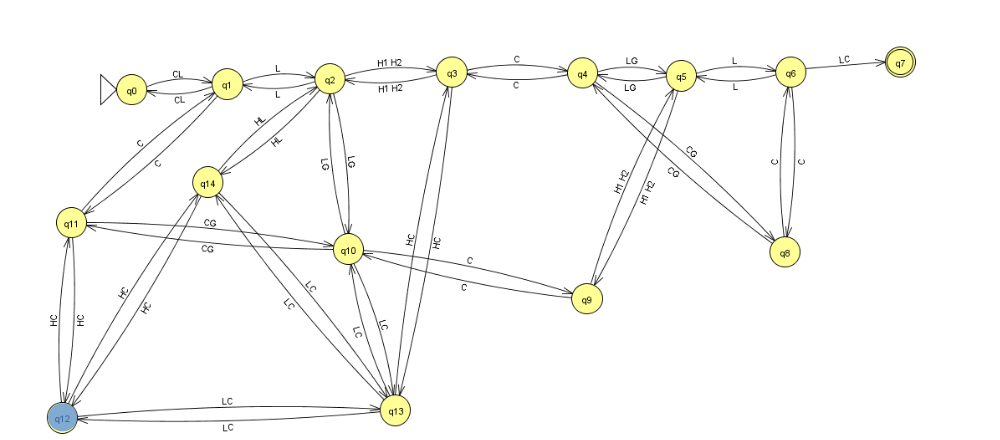 CL
CL
L
L
H1 H2
H1 H2
C
C
LG
LG
L
L
LC
q0
q1
q2
q3
q4
q5
q6
q7
C
C
HL
HL
LG
LG
CG
CG
H1 H2
H1 H2
C
C
q14
q11
CG
CG
q10
C
C
q9
q8
HC
HC
HC
HC
LC
LC
LC
LC
HC
HC
q12
LC
LC
q13